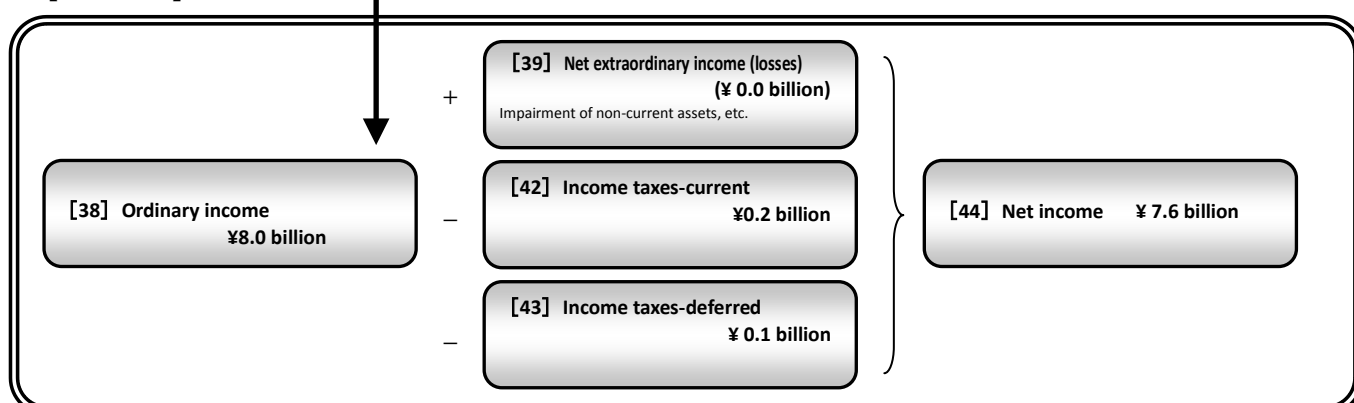 +
[39] Net extraordinary income (losses)
(¥ 0.0 billion)
Impairment of non-current assets, etc.
[38] Ordinary income
¥8.0 billion
−
[42] Income taxes-current
¥0.2 billion
[44] Net income ¥ 7.6 billion
−
[43] Income taxes-deferred
¥ 0.1 billion